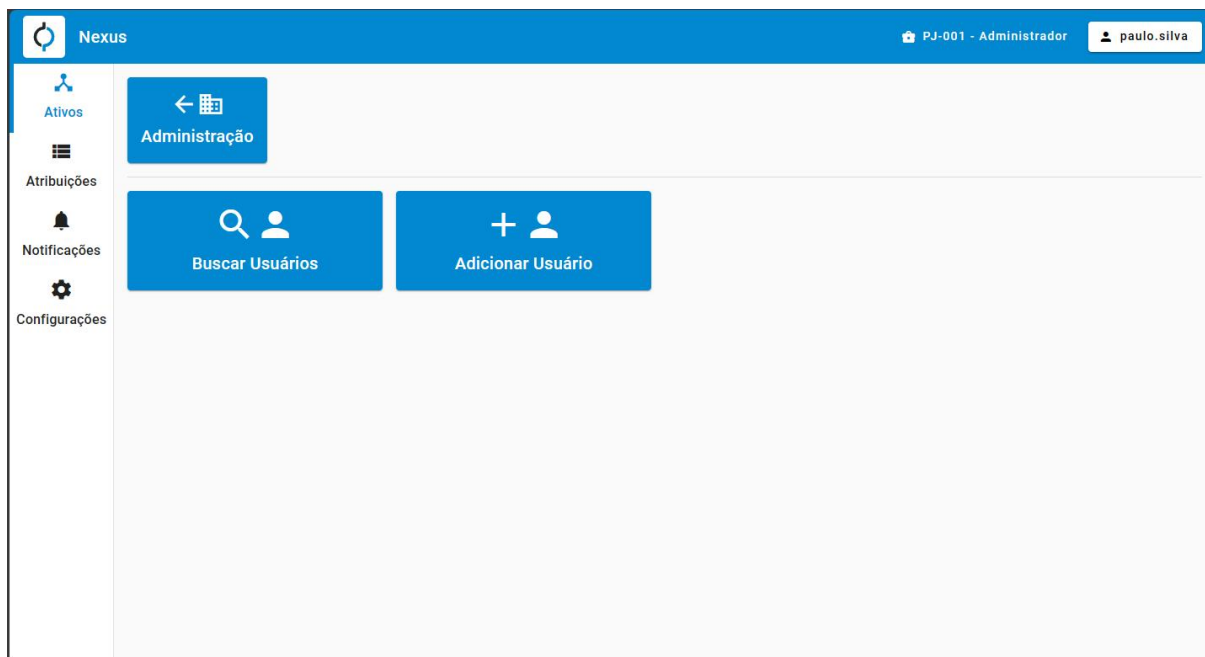 Nexus
PJ-001 - Administrador
paulo.silva
Ativos
Atribuições
Notificações
Configurações
Administração
Buscar Usuários
Adicionar Usuário